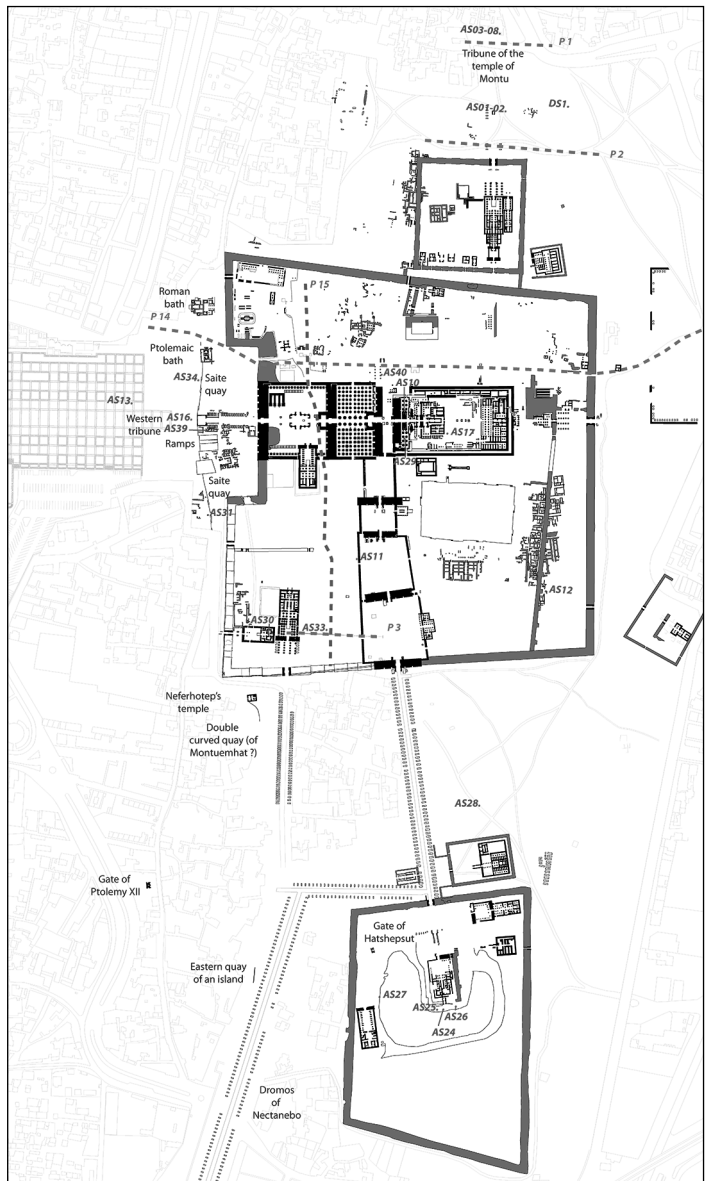 AS03-08.
P 1
Tribune of the
temple of
Montu
AS01-02.
DS1.
P 2
Roman
bath
P 15
P 14
Ptolemaic
bath
AS40
AS34.
Saite
quay
AS10
AS13.
AS16.
Western
tribune
AS39
AS17
Ramps
AS29
Saite
quay
AS31
AS11
AS12
AS30
AS33.
P 3
Neferhotep's
temple
Double
curved quay (of
Montuemhat ?)
AS28.
Gate of
Ptolemy XII
Gate of
Hatshepsut
Eastern quay
of an island
AS27
AS25.
AS26
AS24
Dromos
of
Nectanebo